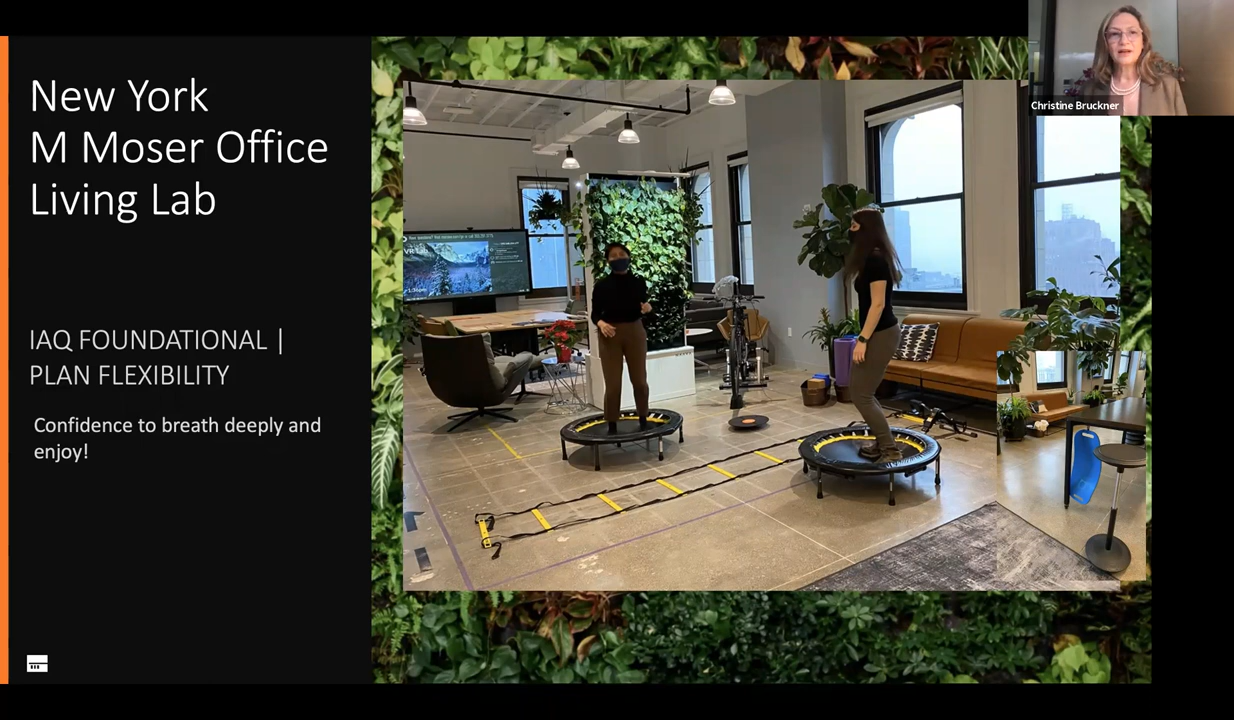 New York
M Moser Office
Living Lab
IAQ FOUNDATIONAL |
PLAN FLEXIBILITY
Confidence to breath deeply and
enjoy!
Christine Bruckner